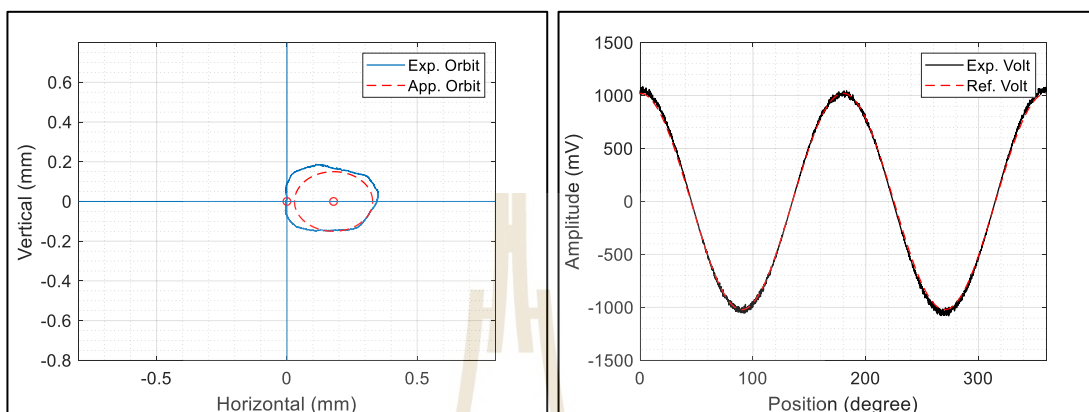 Exp. Orbit
App. Orbit
0.6
0.4
0.2
0
-0.2
-0.4
-0.6
-0.8
-0.5
0
0.5
Vertical (mm)
Horizontal (mm)
Exp. Volt
Ref. Volt
1500
1000
500
0
-500
-1000
-1500
0
100
200
300
Amplitude (mV)
Position (degree)